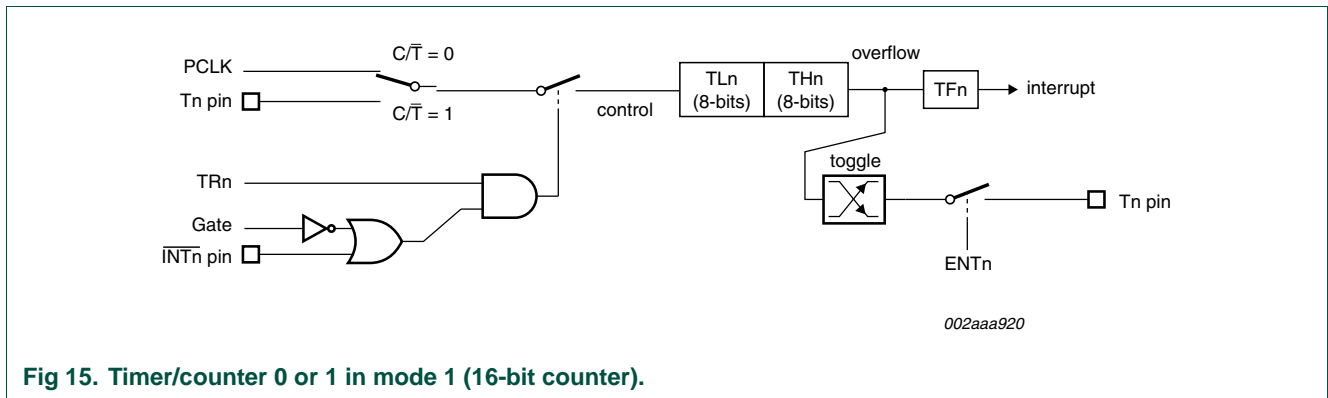 C/T̅ = 0
PCLK
Tn pin
C/T̅ = 1
control
TLn
(8-bits)
THn
(8-bits)
overflow
TFn
interrupt
toggle
TRn
Gate
I̅N̅T̅n̅ pin
Tn pin
ENTn
002aaa920
Fig 15. Timer/counter 0 or 1 in mode 1 (16-bit counter).